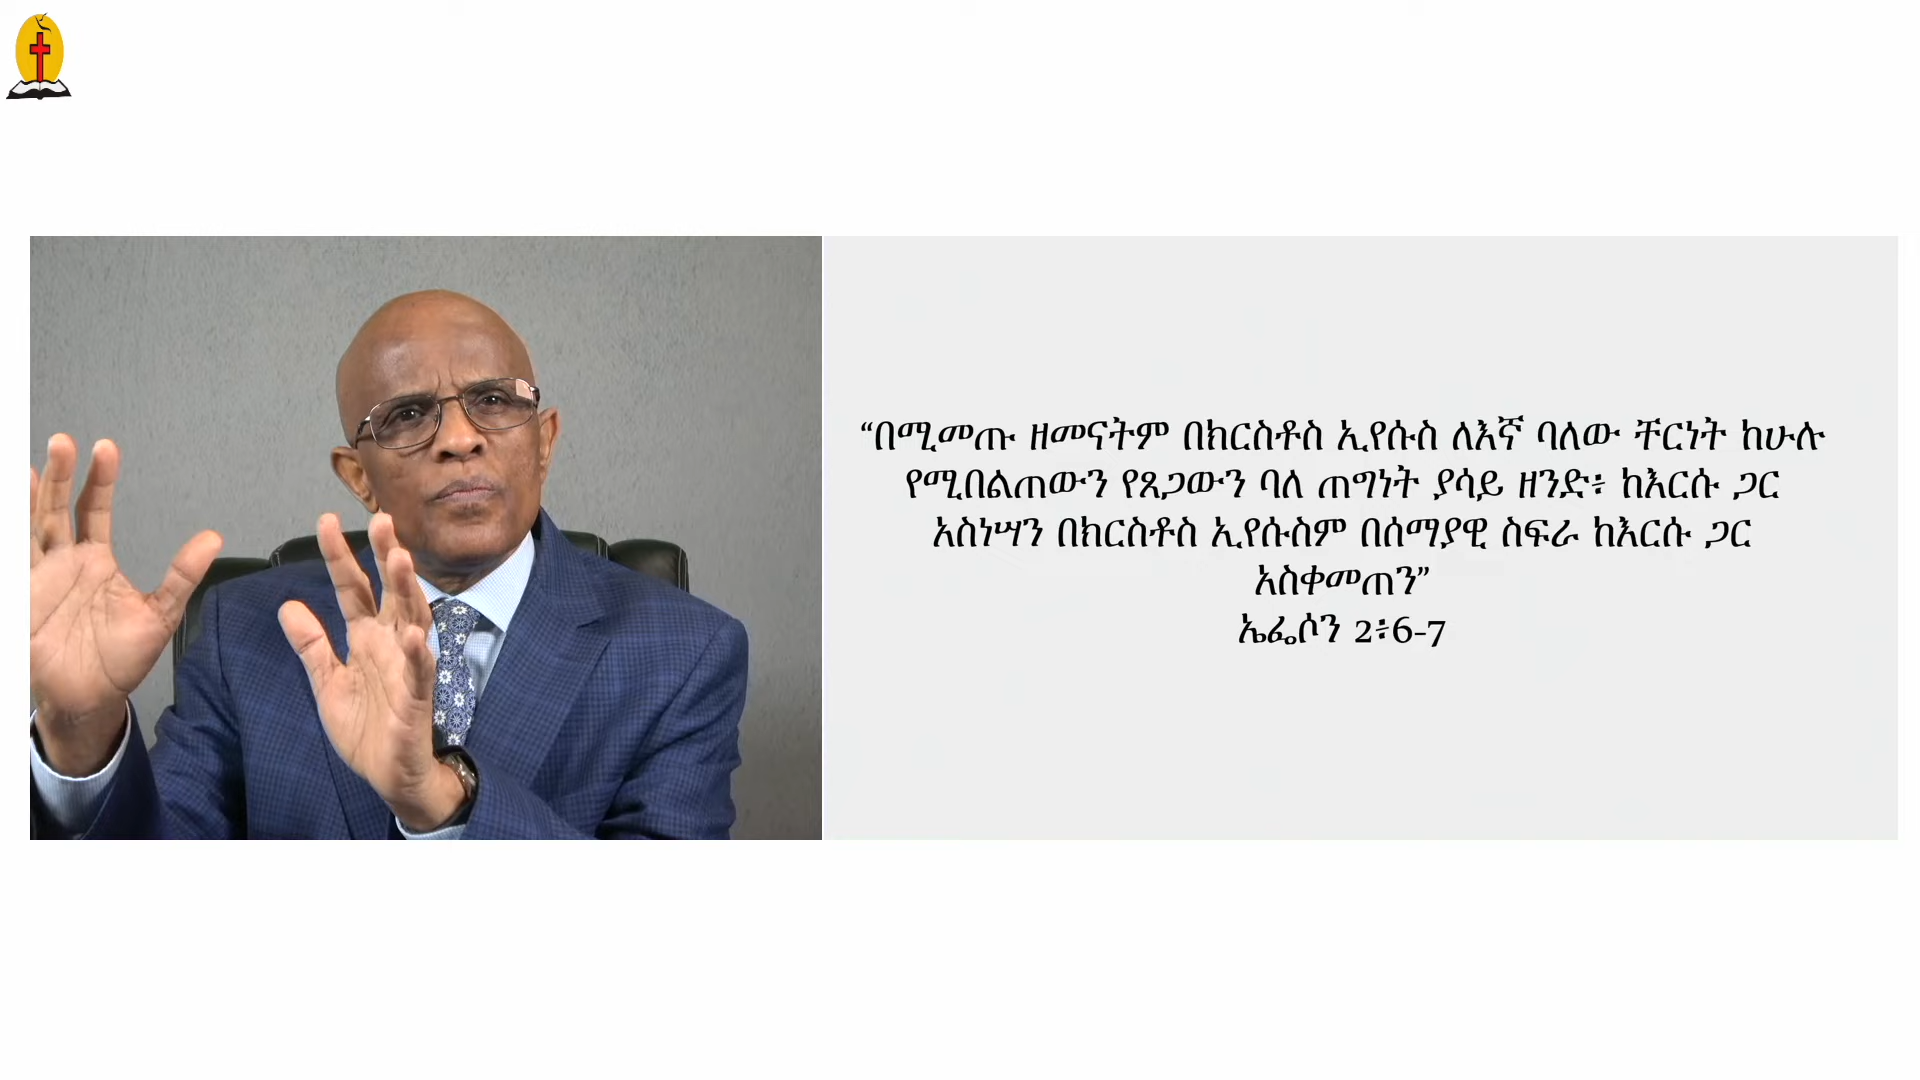 “በሚመጡ ዘመናትም በክርስቶስ ኢየሱስ ለእኛ ባለው ቸርነት ከሁሉ
የሚበልጠውን የጸጋውን ባለ ጠግነት ያሳይ ዘንድ፥ ከእርሱ ጋር
አስነሣን በክርስቶስ ኢየሱስም በሰማያዊ ስፍራ ከእርሱ ጋር
አስቀመጠን”
ኤፌሶን 2፥6-7